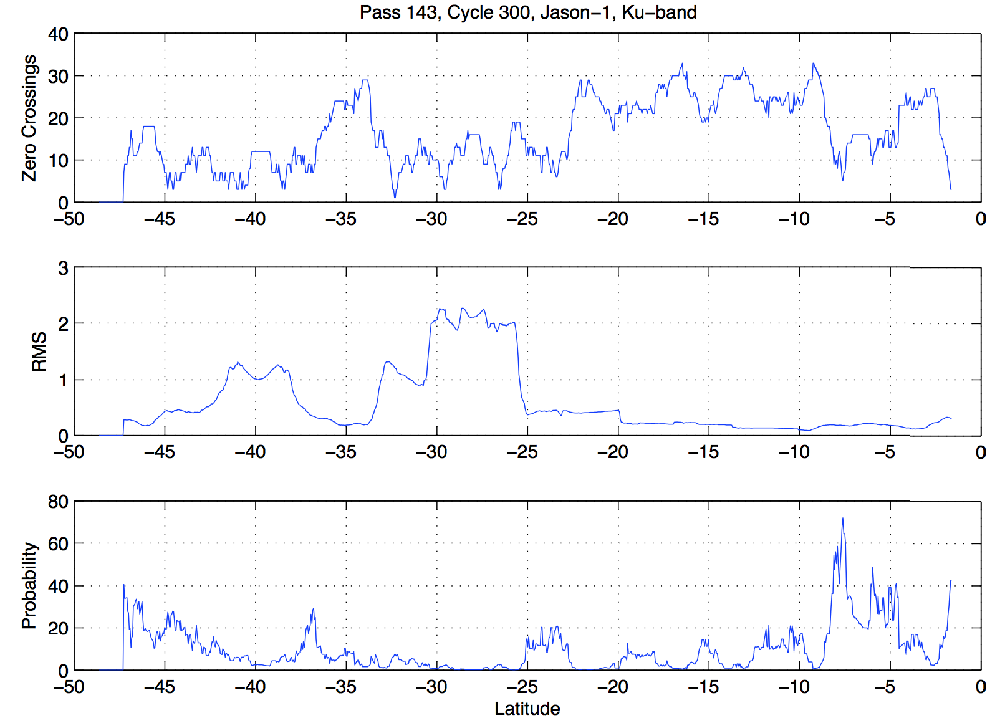 Pass 143, Cycle 300, Jason−1, Ku−band
Zero Crossings
40
30
20
10
0
−50 −45 −40 −35 −30 −25 −20 −15 −10 −5 0
RMS
3
2
1
0
−50 −45 −40 −35 −30 −25 −20 −15 −10 −5 0
Probability
80
60
40
20
0
−50 −45 −40 −35 −30 −25 −20 −15 −10 −5 0
Latitude